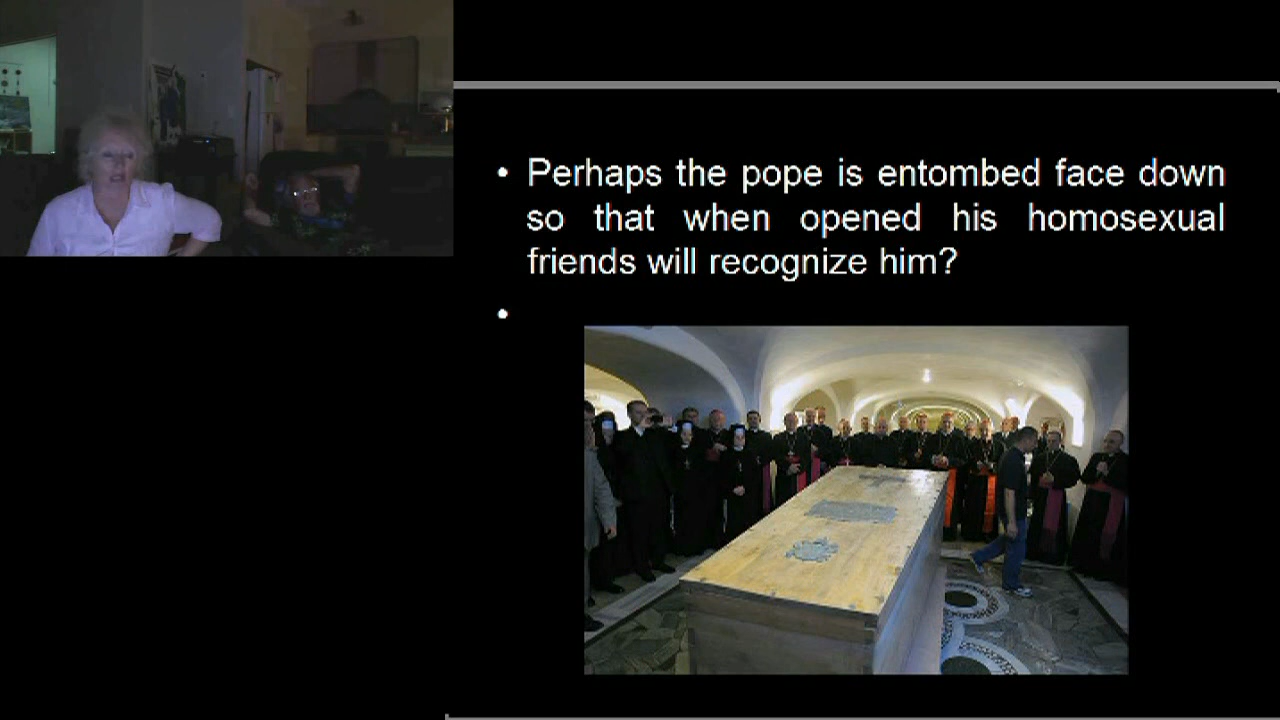 • Perhaps the pope is entombed face down
so that when opened his homosexual
friends will recognize him?
•